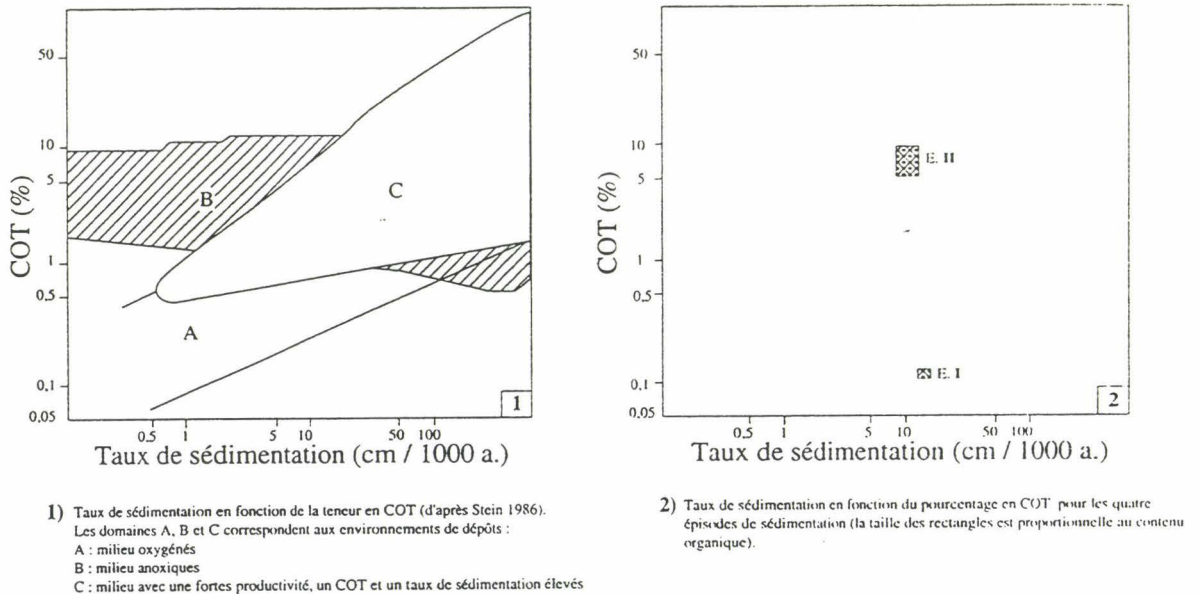 COT (%)
50
10
5
1
0.5
0,1
0.05
B
C
A
1
0.5
1
5
10
50
100
Taux de sédimentation (cm / 1000 a.)
COT (%)
50
10
5
1
0.5
0,1
0.05
E. II
E. I
2
0.5
1
5
10
50
100
Taux de sédimentation (cm / 1000 a.)
1) Taux de sédimentation en fonction de la teneur en COT (d'après Stein 1986).
Les domaines A, B et C correspondent aux environnements de dépôts :
A : milieu oxygénés
B : milieu anoxiques
C : milieu avec une fortes productivité, un COT et un taux de sédimentation élevés
2) Taux de sédimentation en fonction du pourcentage en COT pour les quatre
épisodes de sédimentation (la taille des rectangles est proportionnelle au contenu
organique).